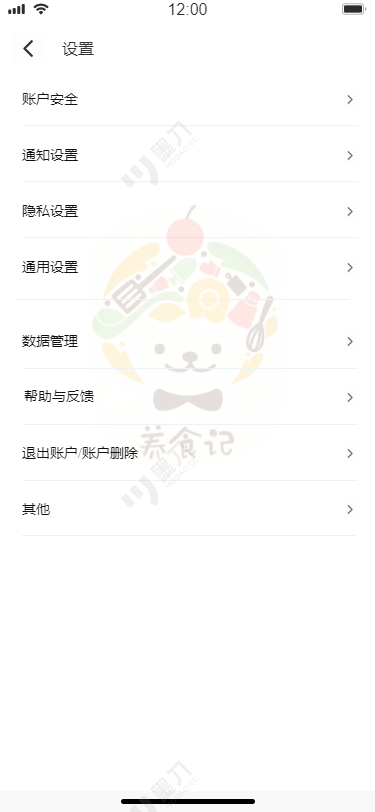 12:00
设置
账户安全
通知设置
隐私设置
通用设置
数据管理
帮助与反馈
养食记
退出账户/账户删除
其他
墨刀
墨刀
墨刀